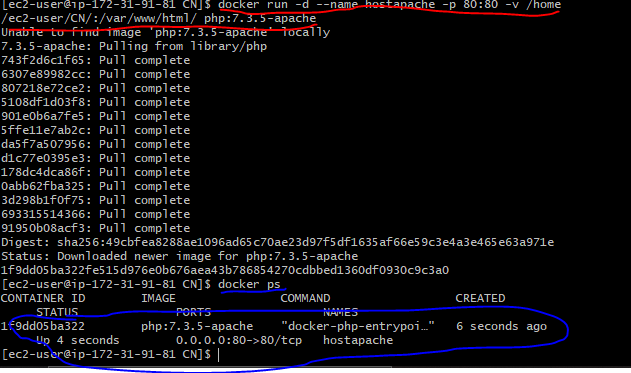 [ec2-user@ip-172-31-91-81 CN]$ docker run -d --name hostapache -p 80:80 -v /home
/ec2-user/CN/:/var/www/html/ php:7.3.5-apache
Unable to find image 'php:7.3.5-apache' locally
7.3.5-apache: Pulling from library/php
743f2d6c1f65: Pull complete
6307e89982cc: Pull complete
807218e72ce2: Pull complete
5108df1d03f8: Pull complete
901e0b6a7fe5: Pull complete
5ffe11e7ab2c: Pull complete
da5f7a507956: Pull complete
d1c77e0395e3: Pull complete
178dc4dca86f: Pull complete
0abb62fba325: Pull complete
3d298b1f0f75: Pull complete
693315514366: Pull complete
91950b08acf3: Pull complete
Digest: sha256:49cbfea8288ae1096ad65c70ae23d97f5df1635af66e59c3e4a3e465e63a971e
Status: Downloaded newer image for php:7.3.5-apache
1f9dd05ba322fe515d976e0b676aea43b786854270cdbbed1360df0930c9c3a0
[ec2-user@ip-172-31-91-81 CN]$ docker ps
CONTAINER ID IMAGE COMMAND CREATED
STATUS PORTS NAMES
1f9dd05ba322 php:7.3.5-apache "docker-php-entrypoi…" 6 seconds ago
Up 4 seconds 0.0.0.0:80->80/tcp hostapache
[ec2-user@ip-172-31-91-81 CN]$